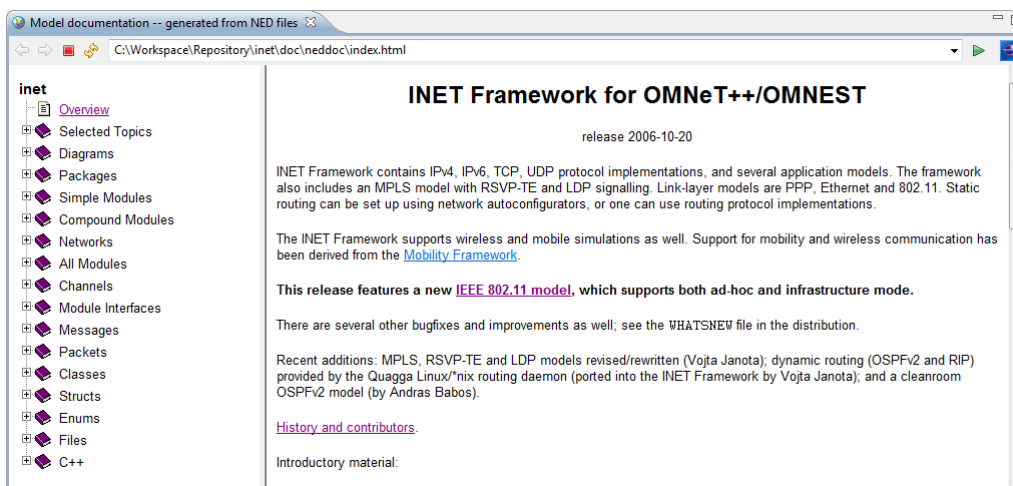 Model documentation -- generated from NED files
C:\Workspace\Repository\inet\doc\neddoc\index.html
inet
Overview
Selected Topics
Diagrams
Packages
Simple Modules
Compound Modules
Networks
All Modules
Channels
Module Interfaces
Messages
Packets
Classes
Structs
Enums
Files
C++
INET Framework for OMNeT++/OMNEST
release 2006-10-20
INET Framework contains IPv4, IPv6, TCP, UDP protocol implementations, and several application models. The framework
also includes an MPLS model with RSVP-TE and LDP signalling. Link-layer models are PPP, Ethernet and 802.11. Static
routing can be set up using network autoconfigurators, or one can use routing protocol implementations.
The INET Framework supports wireless and mobile simulations as well. Support for mobility and wireless communication has
been derived from the Mobility Framework.
This release features a new IEEE 802.11 model, which supports both ad-hoc and infrastructure mode.
There are several other bugfixes and improvements as well; see the WHATSNEW file in the distribution.
Recent additions: MPLS, RSVP-TE and LDP models revised/rewritten (Vojta Janota); dynamic routing (OSPFv2 and RIP)
provided by the Quagga Linux/*nix routing daemon (ported into the INET Framework by Vojta Janota); and a cleanroom
OSPFv2 model (by Andras Babos).
History and contributors.
Introductory material: